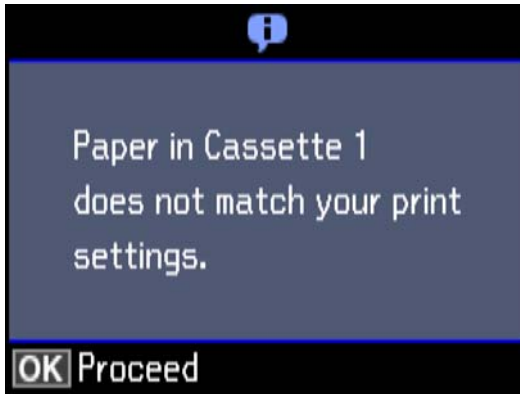 Paper in Cassette 1
does not match your print
settings.
OK Proceed